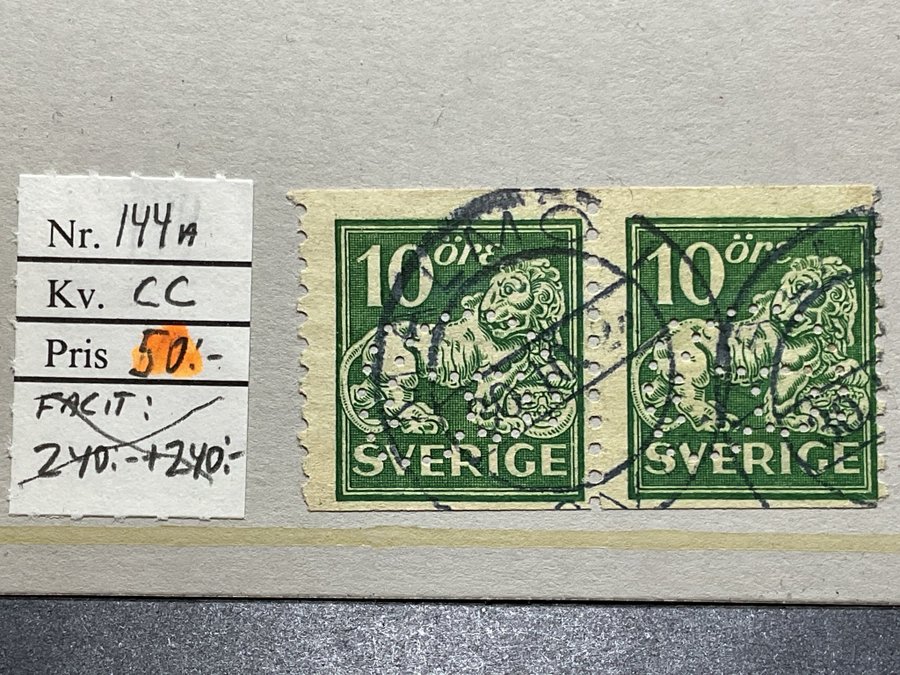 Nr. 144A
Kv. CC
Pris 50:-
FACIT:
240:-+240:-
10 öre
SVERIGE
10 öre
SVERIGE